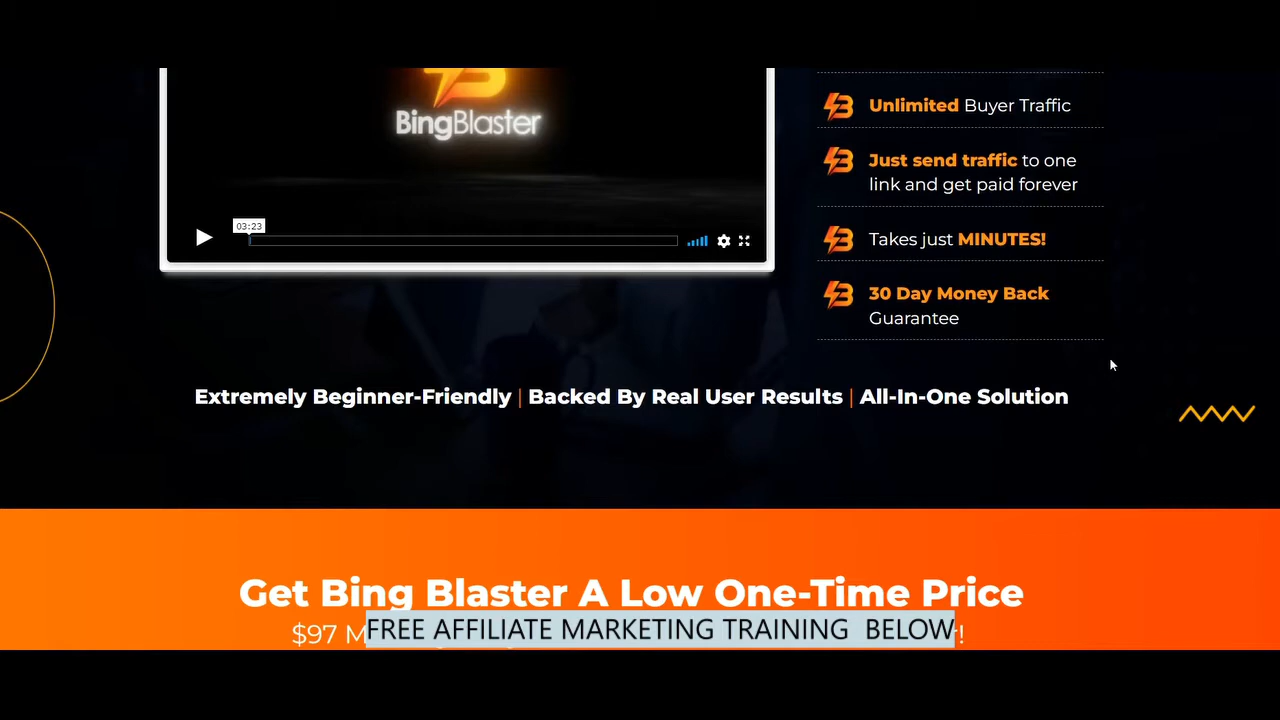 BingBlaster
03:23
Unlimited Buyer Traffic
Just send traffic to one
link and get paid forever
Takes just MINUTES!
30 Day Money Back
Guarantee
Extremely Beginner-Friendly | Backed By Real User Results | All-In-One Solution
Get Bing Blaster A Low One-Time Price
$97 M
FREE AFFILIATE MARKETING TRAINING BELOW
!